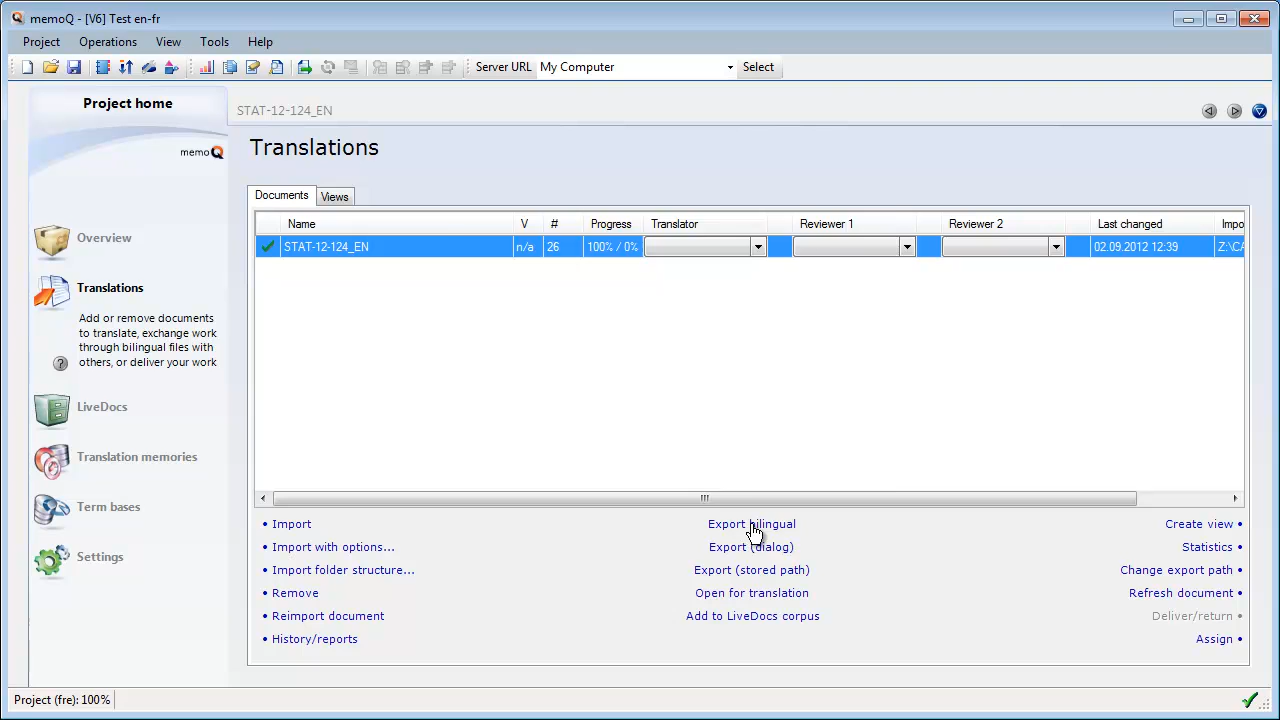 memoQ - [V6] Test en-fr
Project Operations View Tools Help
Server URL My Computer Select
Project home
STAT-12-124_EN
memoQ
Translations
Documents Views
Name V # Progress Translator Reviewer 1 Reviewer 2 Last changed Impo
STAT-12-124_EN n/a 26 100% / 0% 02.09.2012 12:39 Z:\CA
Overview
Translations
Add or remove documents
to translate, exchange work
through bilingual files with
others, or deliver your work
LiveDocs
Translation memories
Term bases
Settings
Import Export bilingual Create view
Import with options... Export (dialog) Statistics
Import folder structure... Export (stored path) Change export path
Remove Open for translation Refresh document
Reimport document Add to LiveDocs corpus Deliver/return
History/reports Assign
Project (fre): 100%